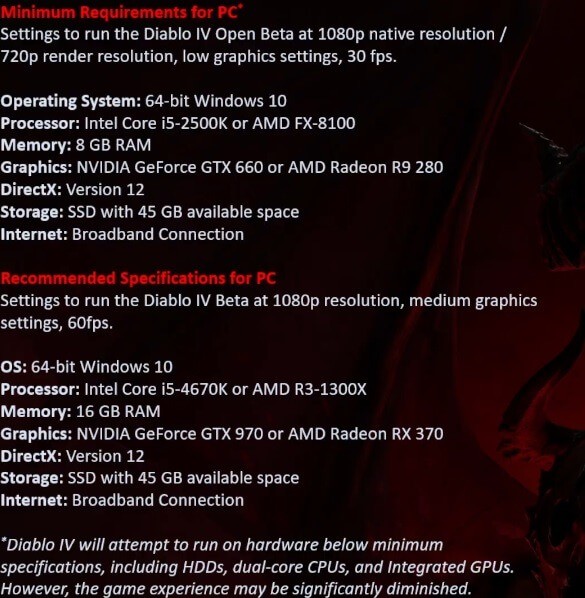 Minimum Requirements for PC*
Settings to run the Diablo IV Open Beta at 1080p native resolution /
720p render resolution, low graphics settings, 30 fps.
Operating System: 64-bit Windows 10
Processor: Intel Core i5-2500K or AMD FX-8100
Memory: 8 GB RAM
Graphics: NVIDIA GeForce GTX 660 or AMD Radeon R9 280
DirectX: Version 12
Storage: SSD with 45 GB available space
Internet: Broadband Connection
Recommended Specifications for PC
Settings to run the Diablo IV Beta at 1080p resolution, medium graphics
settings, 60fps.
OS: 64-bit Windows 10
Processor: Intel Core i5-4670K or AMD R3-1300X
Memory: 16 GB RAM
Graphics: NVIDIA GeForce GTX 970 or AMD Radeon RX 370
DirectX: Version 12
Storage: SSD with 45 GB available space
Internet: Broadband Connection
*Diablo IV will attempt to run on hardware below minimum
specifications, including HDDs, dual-core CPUs, and Integrated GPUs.
However, the game experience may be significantly diminished.